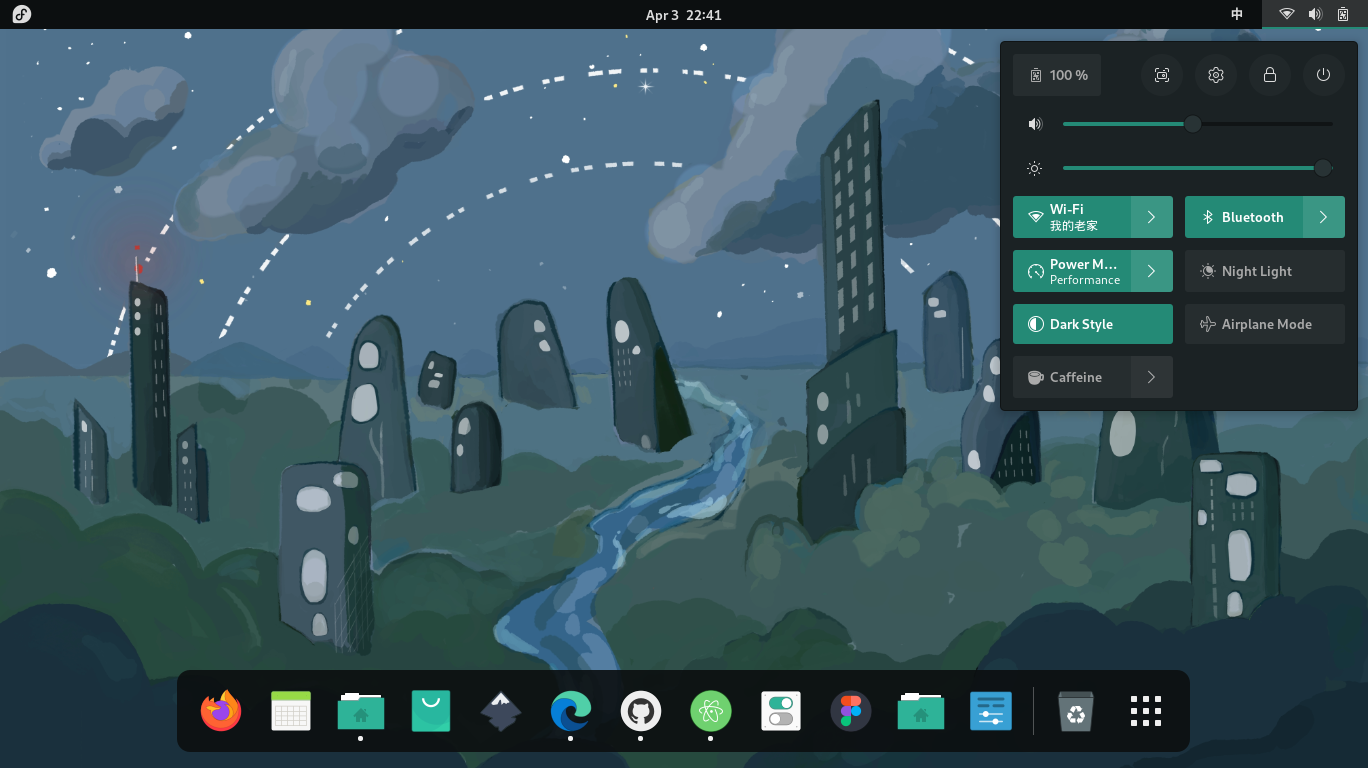 Apr 3 22:41
中
100 %
Wi-Fi
我的老家
Bluetooth
Power M...
Performance
Night Light
Dark Style
Airplane Mode
Caffeine